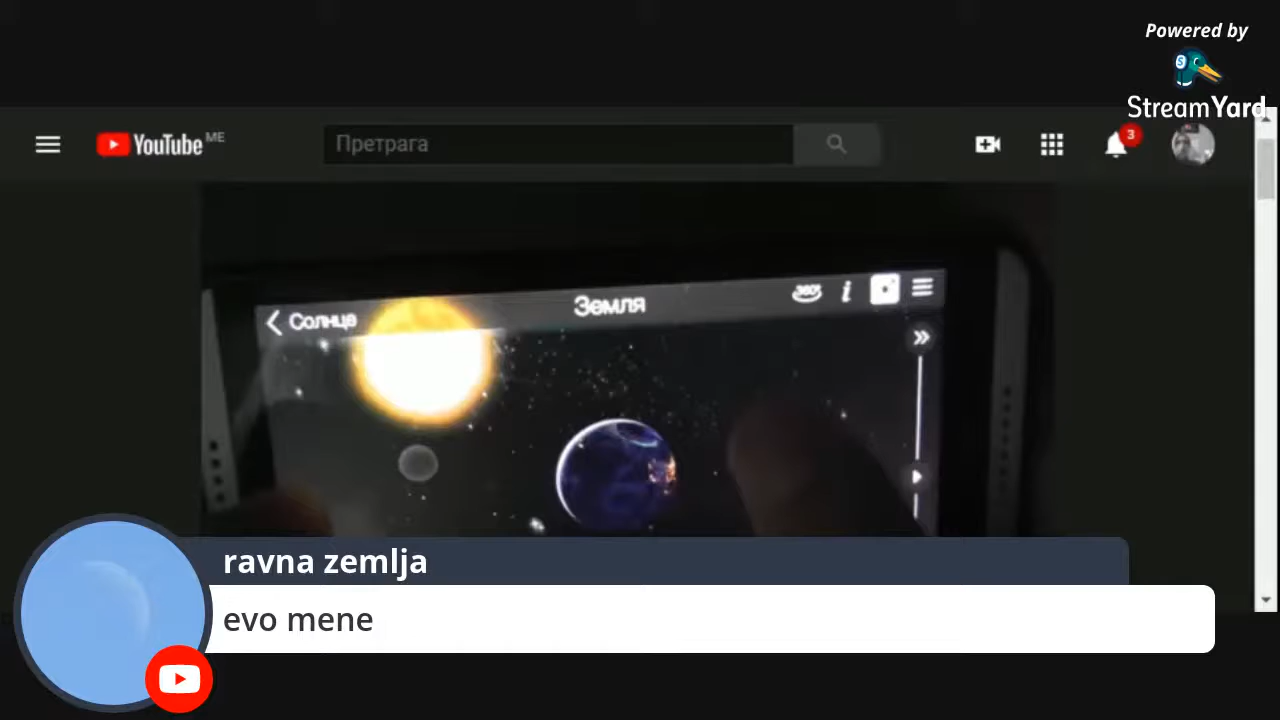 Powered by
StreamYard
YouTube ME
Претрага
3
Солнце
Земля
360°
i
ravna zemlja
evo mene